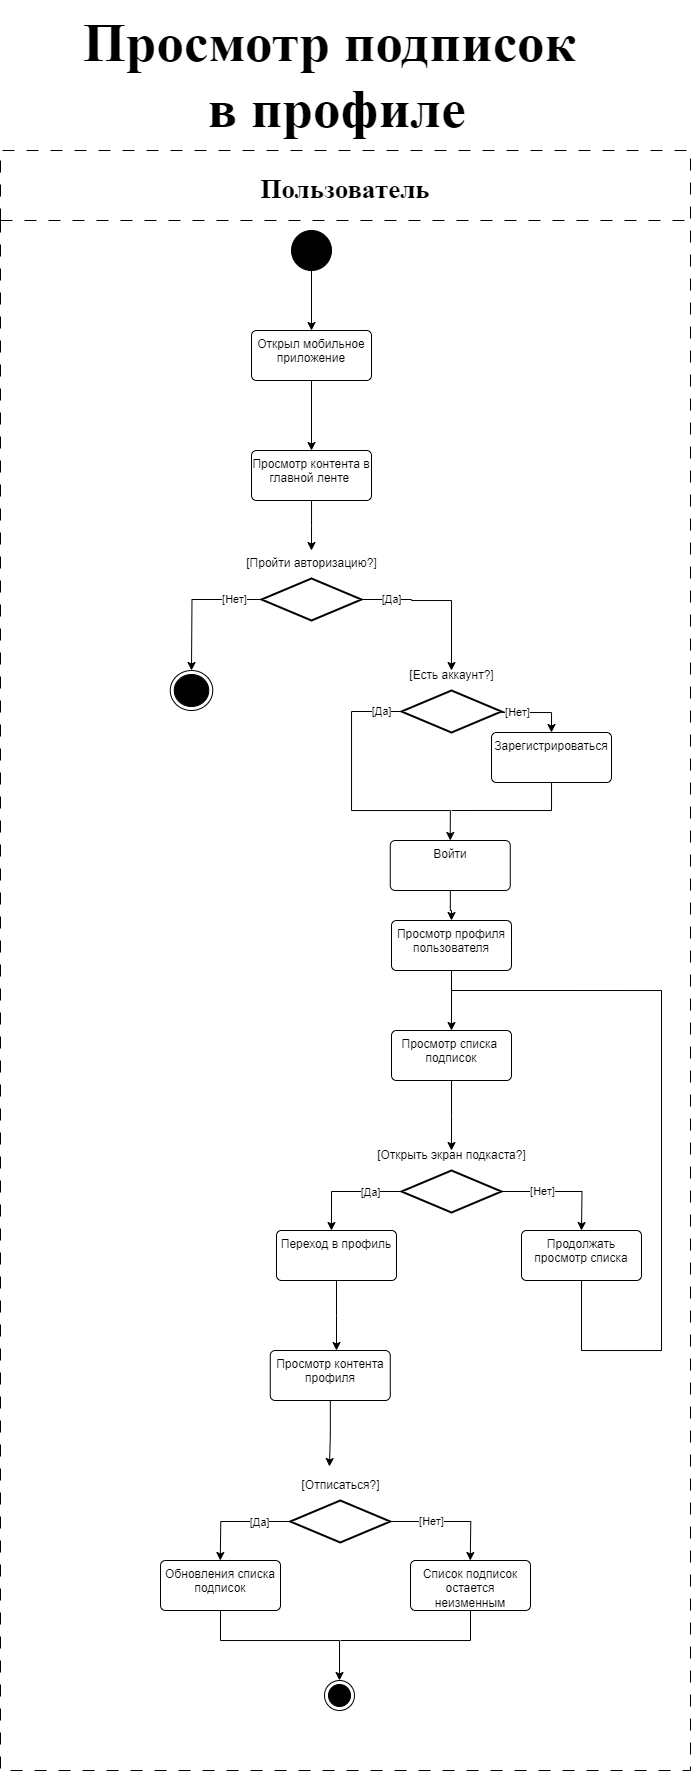 Просмотр подписок
в профиле
Пользователь
Открыл мобильное
приложение
Просмотр контента в
главной ленте
[Пройти авторизацию?]
[Нет]
[Да]
[Есть аккаунт?]
[Да]
[Нет]
Зарегистрироваться
Войти
Просмотр профиля
пользователя
Просмотр списка
подписок
[Открыть экран подкаста?]
[Да]
[Нет]
Переход в профиль
Продолжать
просмотр списка
Просмотр контента
профиля
[Отписаться?]
[Да]
[Нет]
Обновления списка
подписок
Список подписок
остается
неизменным